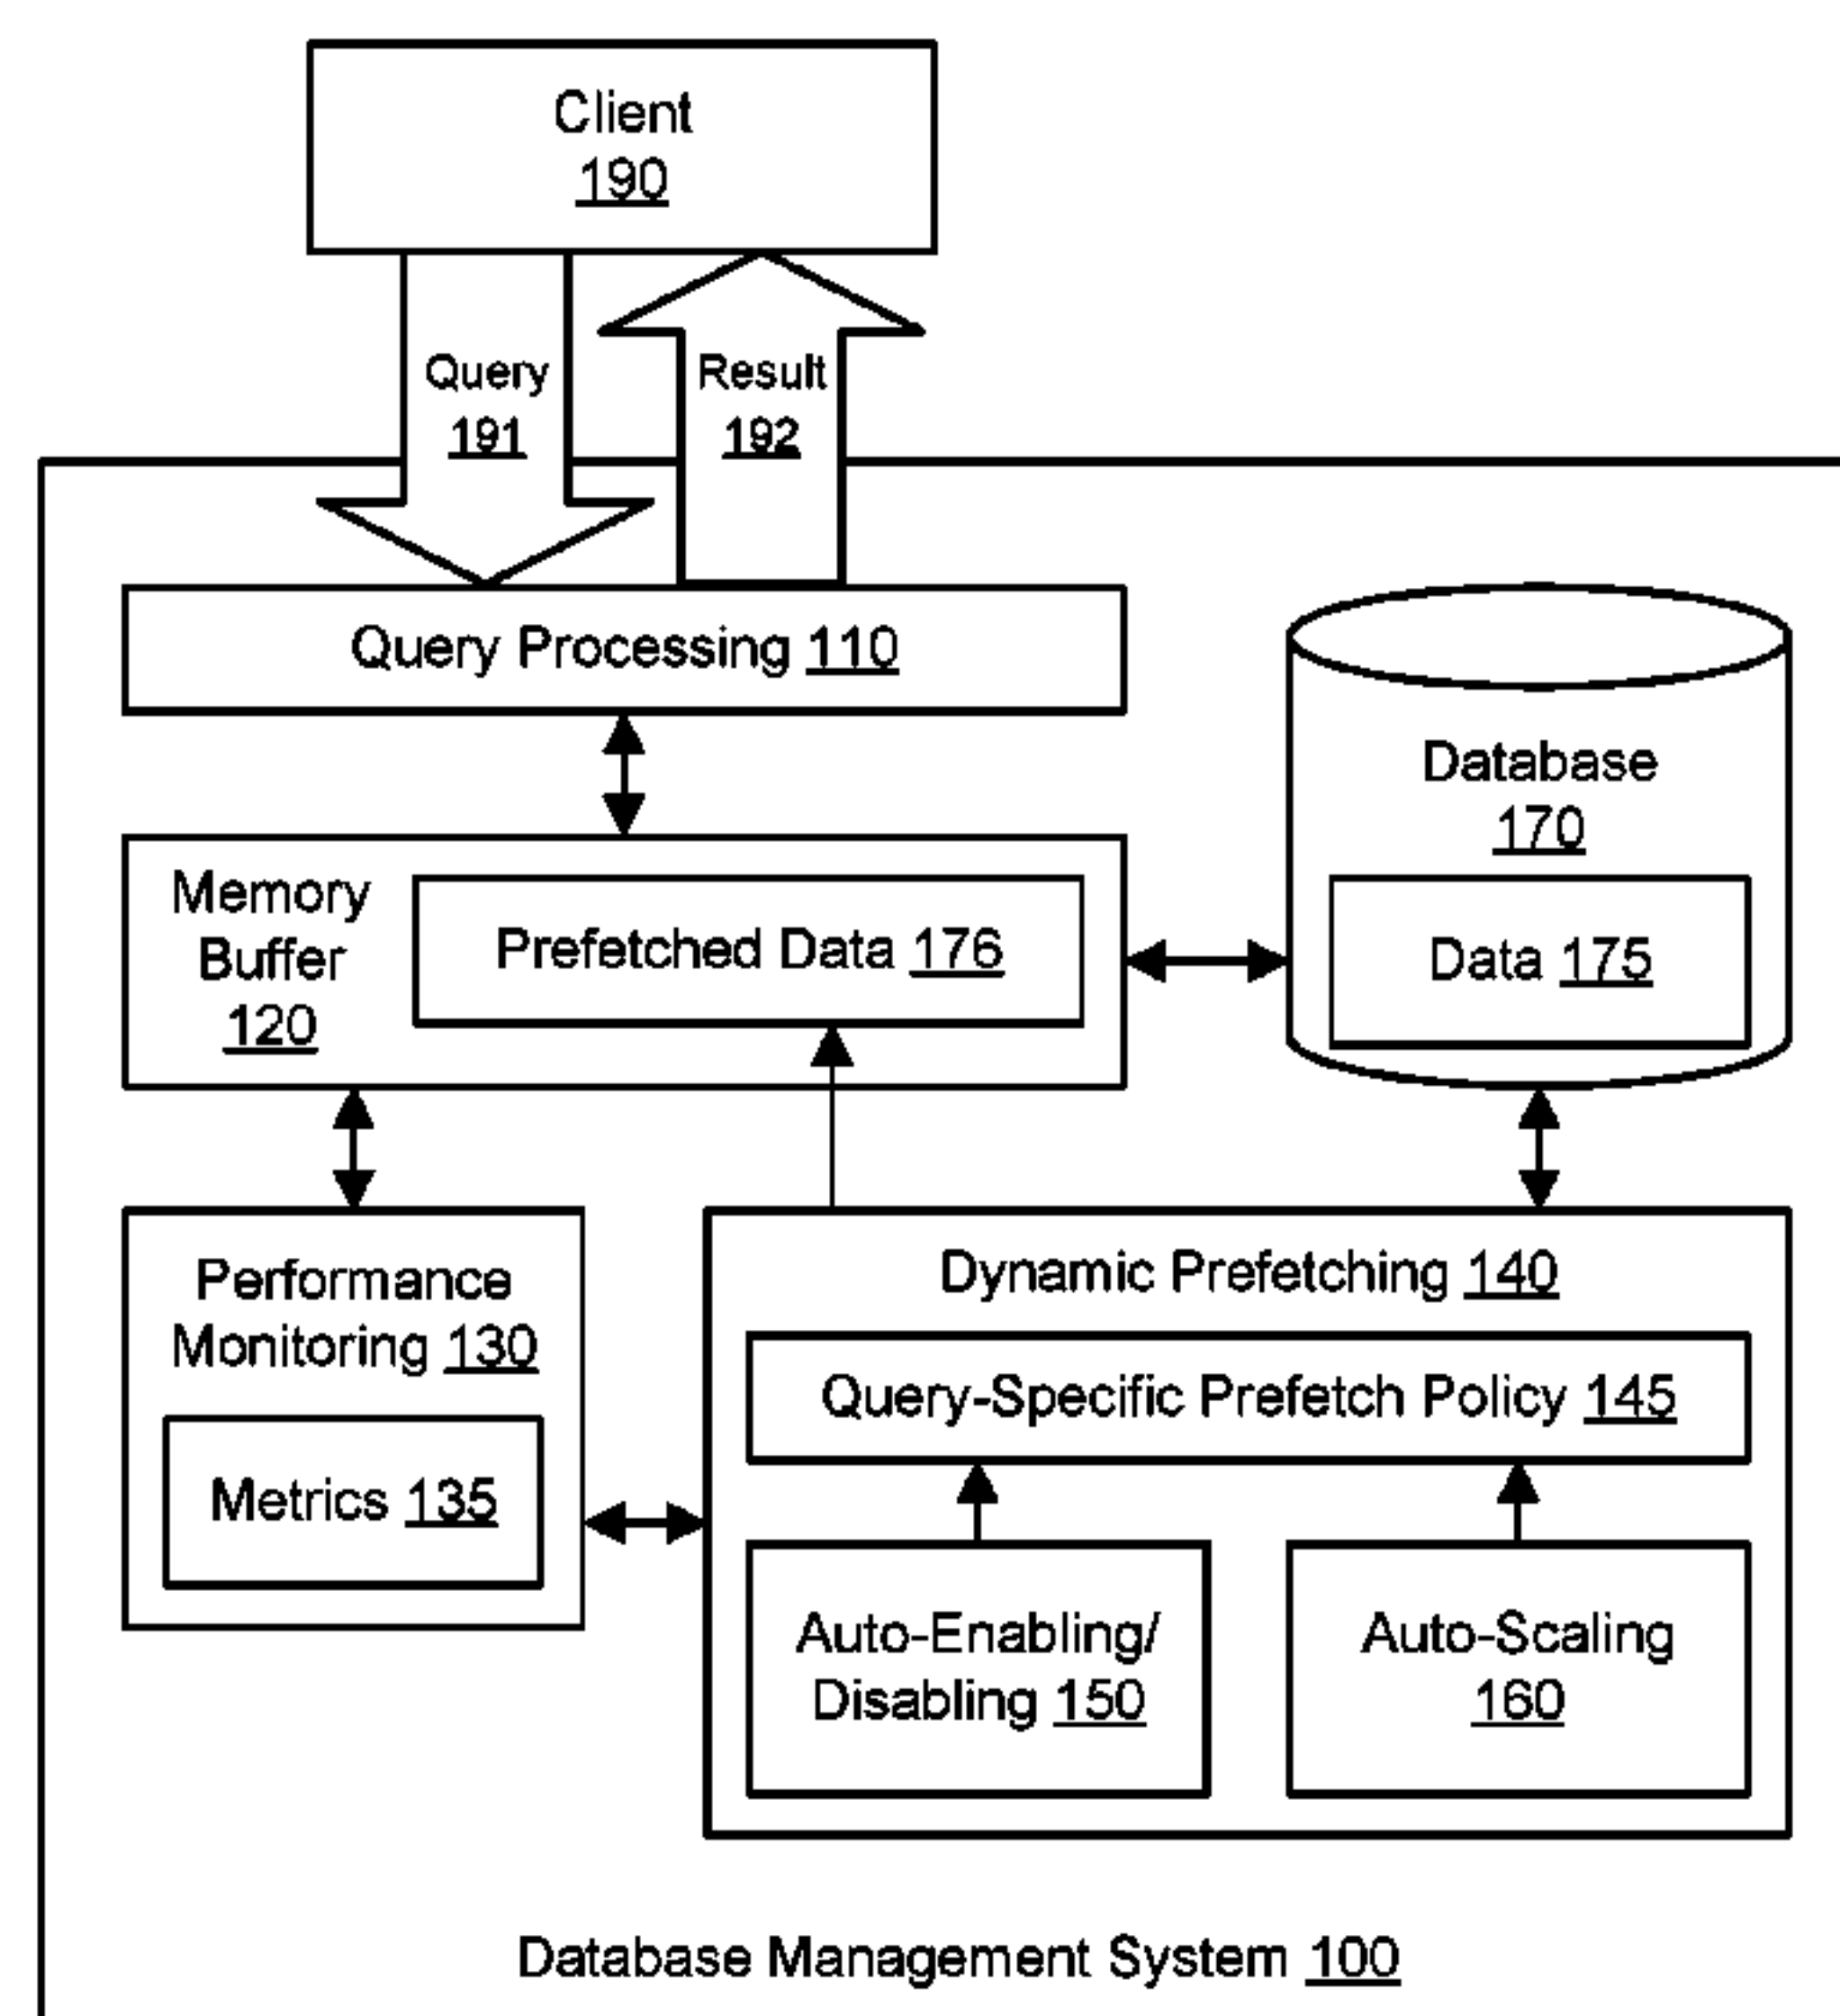 Client
190
Query
191
Result
192
Query Processing 110
Database
170
Memory
Buffer
120
Prefetched Data 176
Data 175
Performance
Monitoring 130
Metrics 135
Dynamic Prefetching 140
Query-Specific Prefetch Policy 145
Auto-Enabling/
Disabling 150
Auto-Scaling
160
Database Management System 100